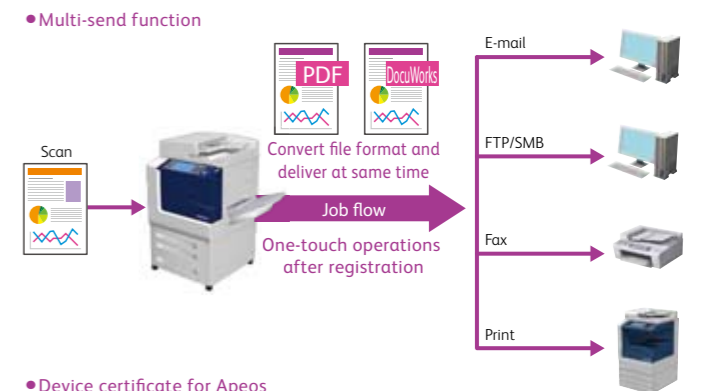 ●Multi-send function
E-mail
PDF
DocuWorks
FTP/SMB
Scan
Convert file format and
deliver at same time
Job flow
One-touch operations
after registration
Fax
Print
●Device certificate for Apeos